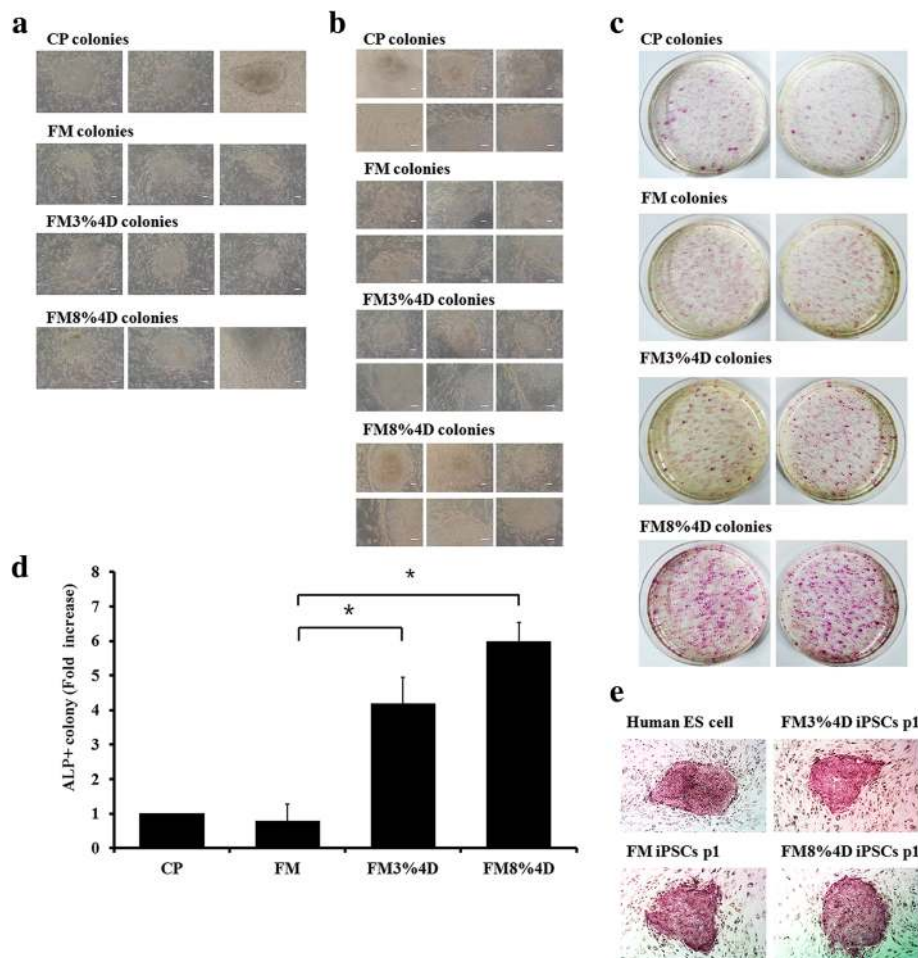 a
CP colonies
FM colonies
FM3%4D colonies
FM8%4D colonies
b
CP colonies
FM colonies
FM3%4D colonies
FM8%4D colonies
c
CP colonies
FM colonies
FM3%4D colonies
FM8%4D colonies
d
ALP+ colony (Fold increase)
8
7
6
5
4
3
2
1
0
*
*
CP FM FM3%4D FM8%4D
e
Human ES cell FM3%4D iPSCs p1
FM iPSCs p1 FM8%4D iPSCs p1